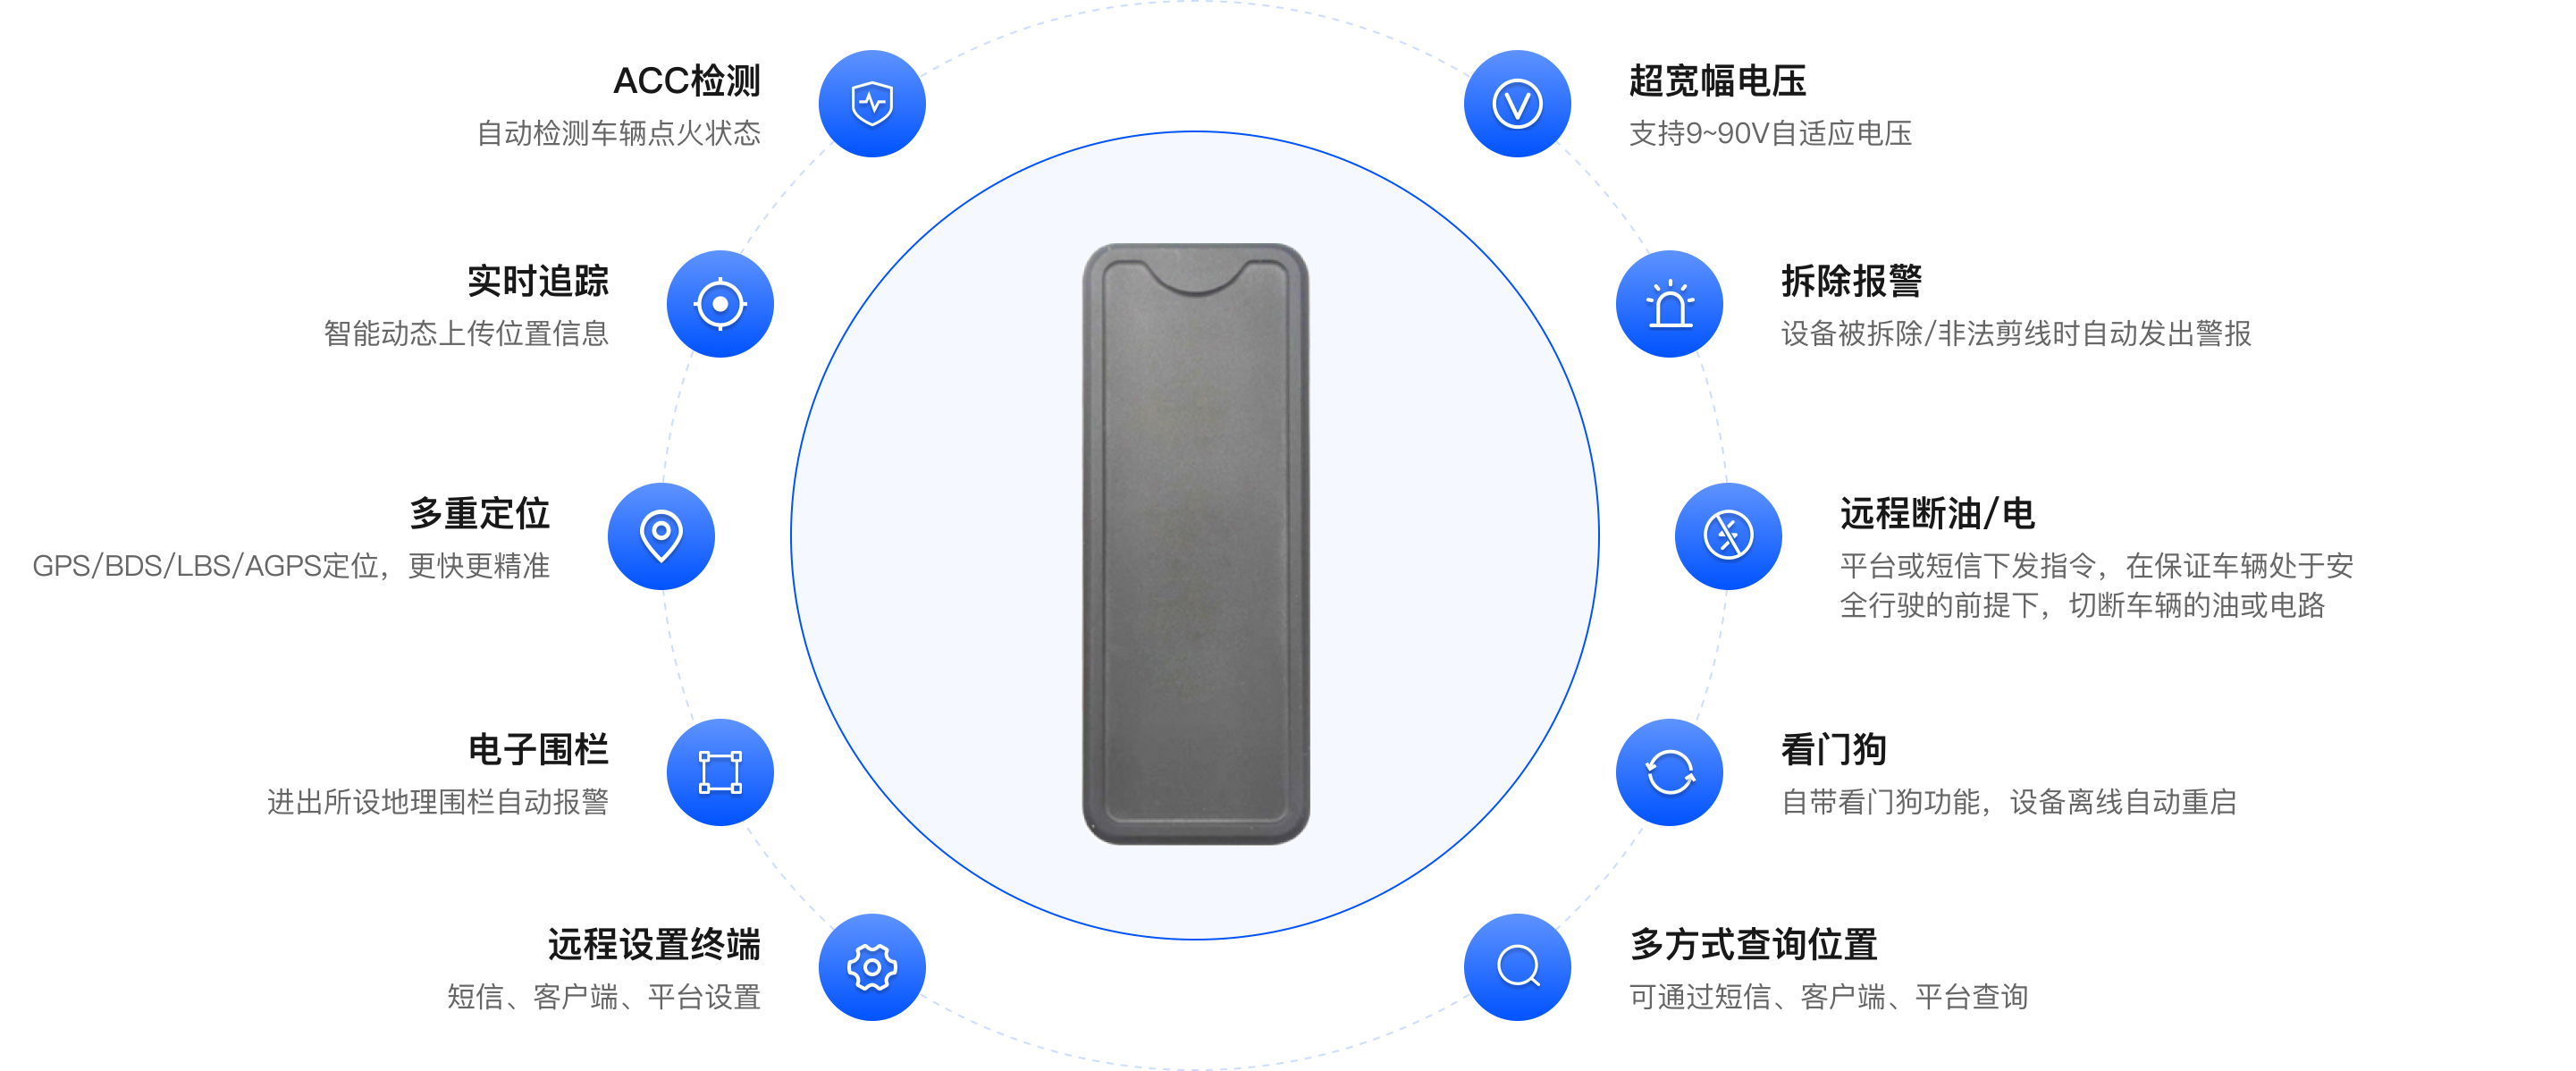 ACC检测
自动检测车辆点火状态
实时追踪
智能动态上传位置信息
多重定位
GPS/BDS/LBS/AGPS定位，更快更精准
电子围栏
进出所设地理围栏自动报警
远程设置终端
短信、客户端、平台设置
超宽幅电压
支持9~90V自适应电压
拆除报警
设备被拆除/非法剪线时自动发出警报
远程断油/电
平台或短信下发指令，在保证车辆处于安
全行驶的前提下，切断车辆的油或电路
看门狗
自带看门狗功能，设备离线自动重启
多方式查询位置
可通过短信、客户端、平台查询